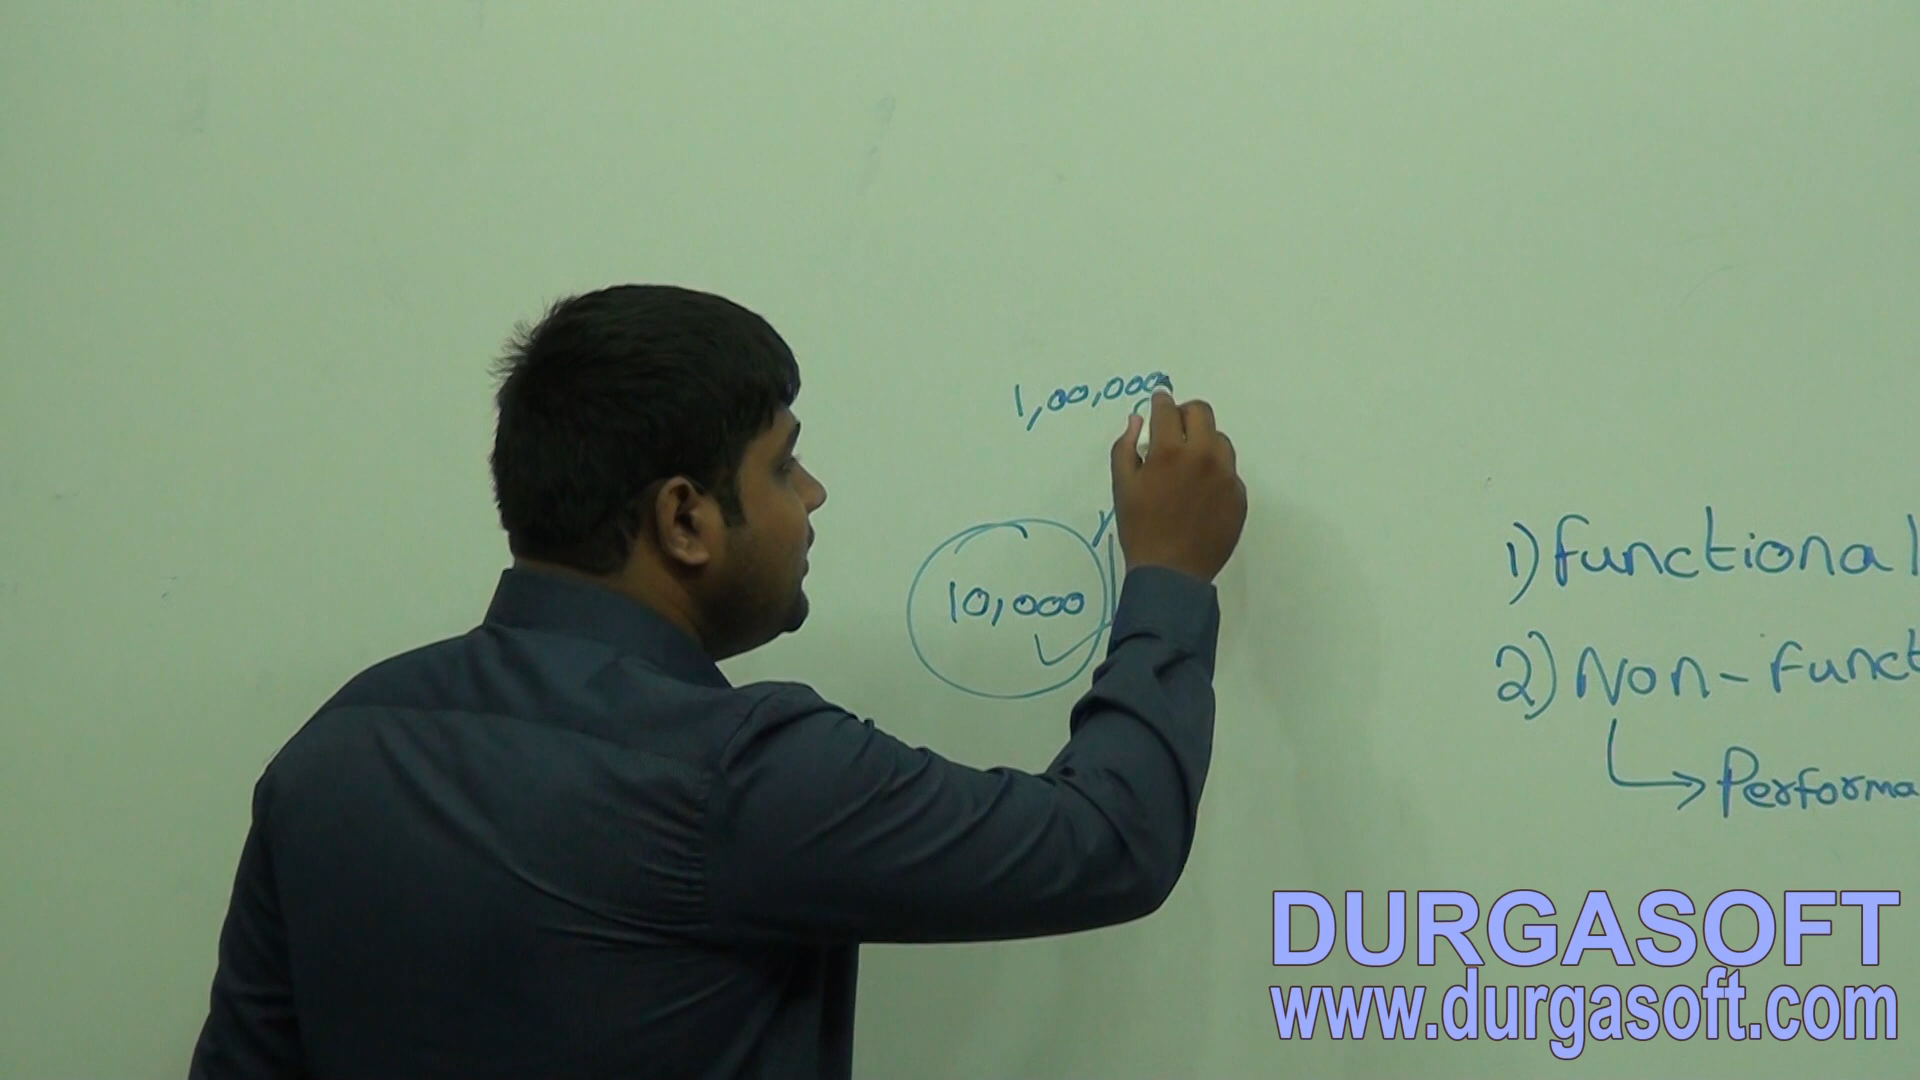 1,00,000
10,000
1) Functional
2) Non-Funct
Performa
DURGASOFT
www.durgasoft.com